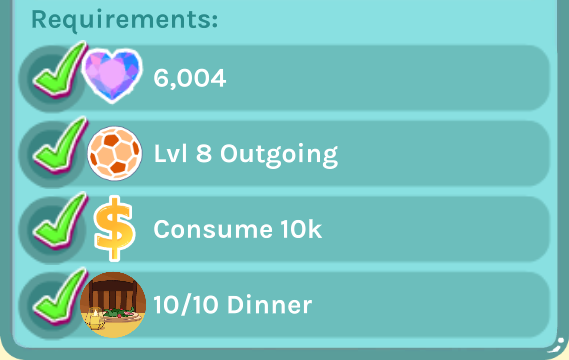 Requirements:
6,004
Lvl 8 Outgoing
$ Consume 10k
10/10 Dinner